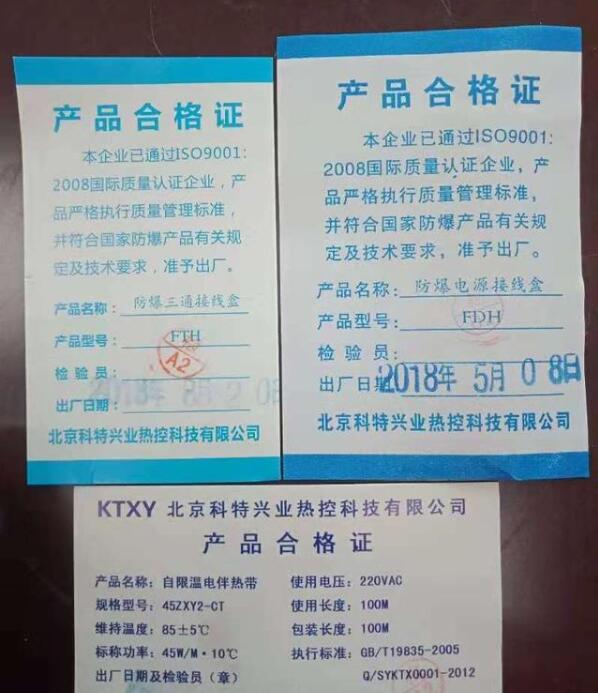 产品合格证
本企业已通过ISO9001:
2008国际质量认证企业，产
品严格执行质量管理标准，
并符合国家防爆产品有关规
定及技术要求，准予出厂。
产品名称：防爆三通接线盒
产品型号：FTH
A2
检验员：
出厂日期：
北京科特兴业热控科技有限公司
产品合格证
本企业已通过ISO9001:
2008国际质量认证企业，产
品严格执行质量管理标准，
并符合国家防爆产品有关规
定及技术要求，准予出厂。
产品名称：防爆电源接线盒
产品型号：FDH
检验员：
出厂日期：2018年 5月 08日
北京科特兴业热控科技有限公司
KTXY 北京科特兴业热控科技有限公司
产品合格证
产品名称：自限温电伴热带 使用电压：220VAC
规格型号：45ZXY2-CT 使用长度：100M
维持温度：85±5℃ 包装长度：100M
标称功率：45W/M·10℃ 执行标准：GB/T19835-2005
出厂日期及检验员（章） Q/SYKTX0001-2012